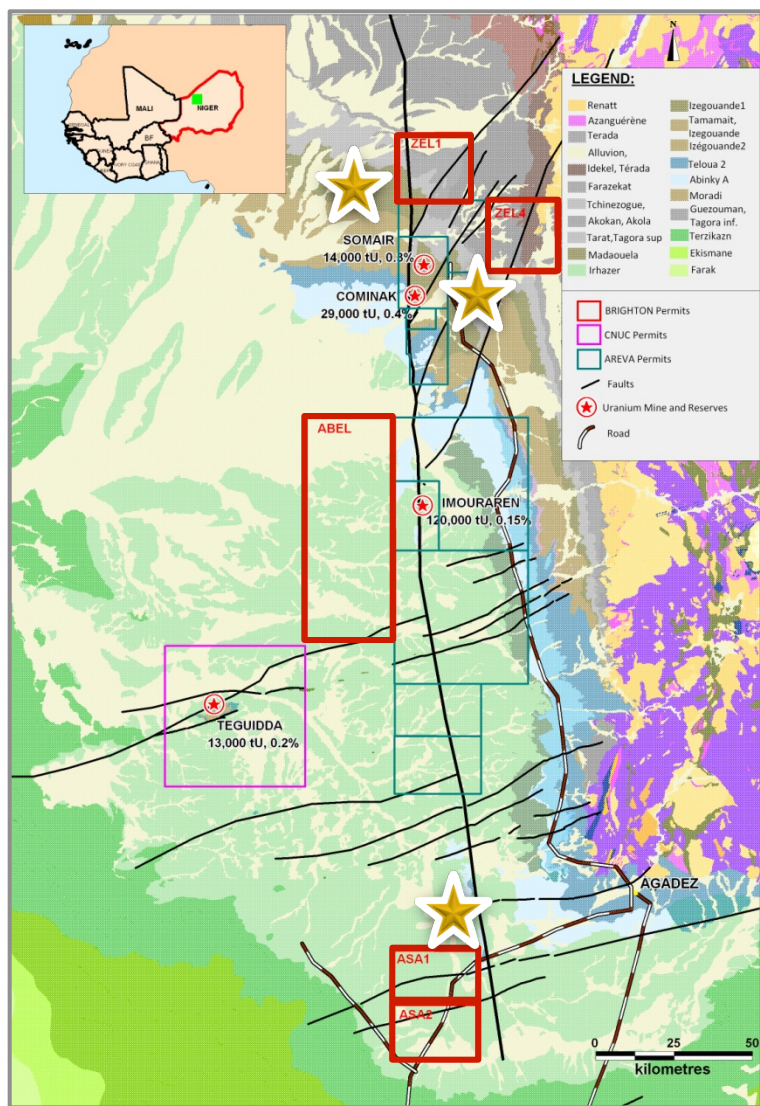 MALI
NIGER
BF
N
LEGEND:
Renatt
Azanguérène
Terada
Alluvion,
Idekel, Térada
Farazekat
Tchinezogue,
Akokan, Akola
Tarat,Tagora sup
Madaouela
Irhazer
Izegouande1
Tamamait,
Izegouande
Izégouande2
Teloua 2
Abinky A
Moradi
Guezouman,
Tagora inf.
Terzikazn
Ekismane
Farak
BRIGHTON Permits
CNUC Permits
AREVA Permits
Faults
Uranium Mine and Reserves
Road
ZEL1
ZEL4
SOMAIR
14,000 tU, 0.3%
COMINAK
29,000 tU, 0.4%
ABEL
IMOURAREN
120,000 tU, 0.15%
TEGUIDDA
13,000 tU, 0.2%
AGADEZ
ASA1
ASA2
0 25 50
kilometres